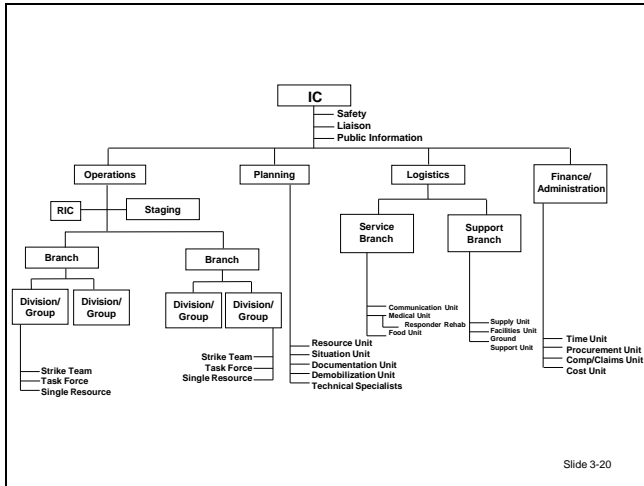 IC
Safety
Liaison
Public Information
Operations
Planning
Logistics
Finance/
Administration
RIC
Staging
Service
Branch
Support
Branch
Branch
Branch
Division/
Group
Division/
Group
Division/
Group
Division/
Group
Strike Team
Task Force
Single Resource
Strike Team
Task Force
Single Resource
Resource Unit
Situation Unit
Documentation Unit
Demobilization Unit
Technical Specialists
Communication Unit
Medical Unit
Responder Rehab
Food Unit
Supply Unit
Facilities Unit
Ground
Support Unit
Time Unit
Procurement Unit
Comp/Claims Unit
Cost Unit
Slide 3-20